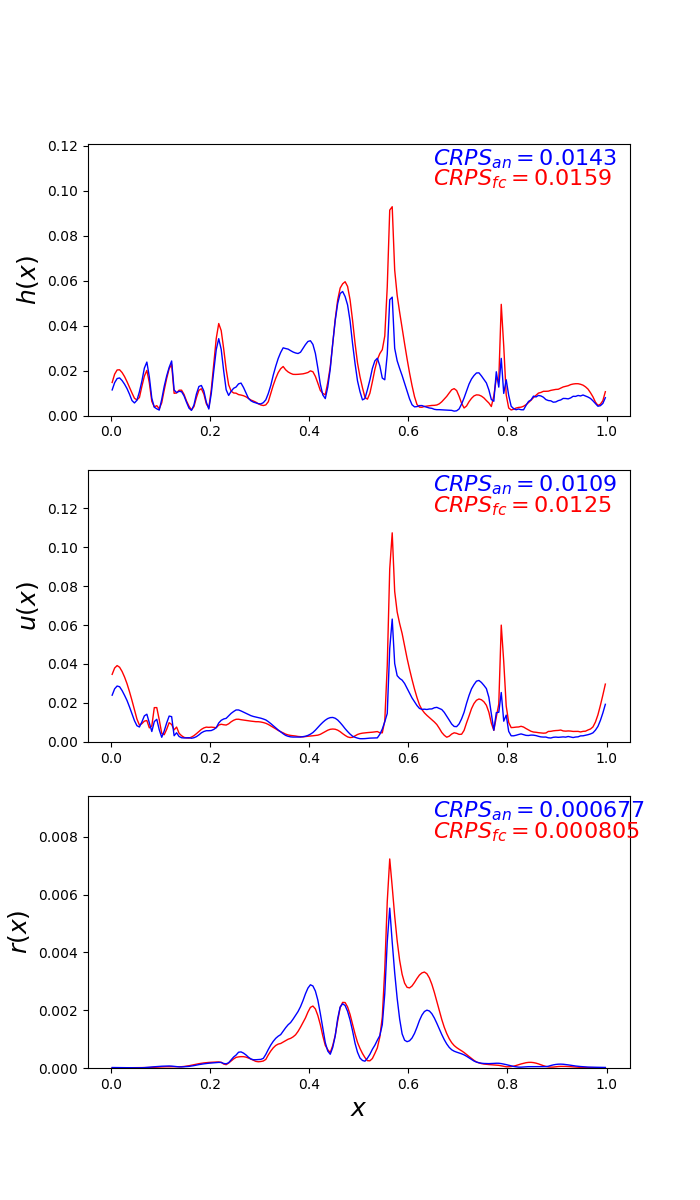 0.12
CRPS_an = 0.0143
CRPS_fc = 0.0159
0.10
0.08
h(x)
0.06
0.04
0.02
0.00
0.0 0.2 0.4 0.6 0.8 1.0
CRPS_an = 0.0109
CRPS_fc = 0.0125
0.12
0.10
0.08
u(x)
0.06
0.04
0.02
0.00
0.0 0.2 0.4 0.6 0.8 1.0
CRPS_an = 0.000677
CRPS_fc = 0.000805
0.008
0.006
r(x)
0.004
0.002
0.000
0.0 0.2 0.4 0.6 0.8 1.0
x